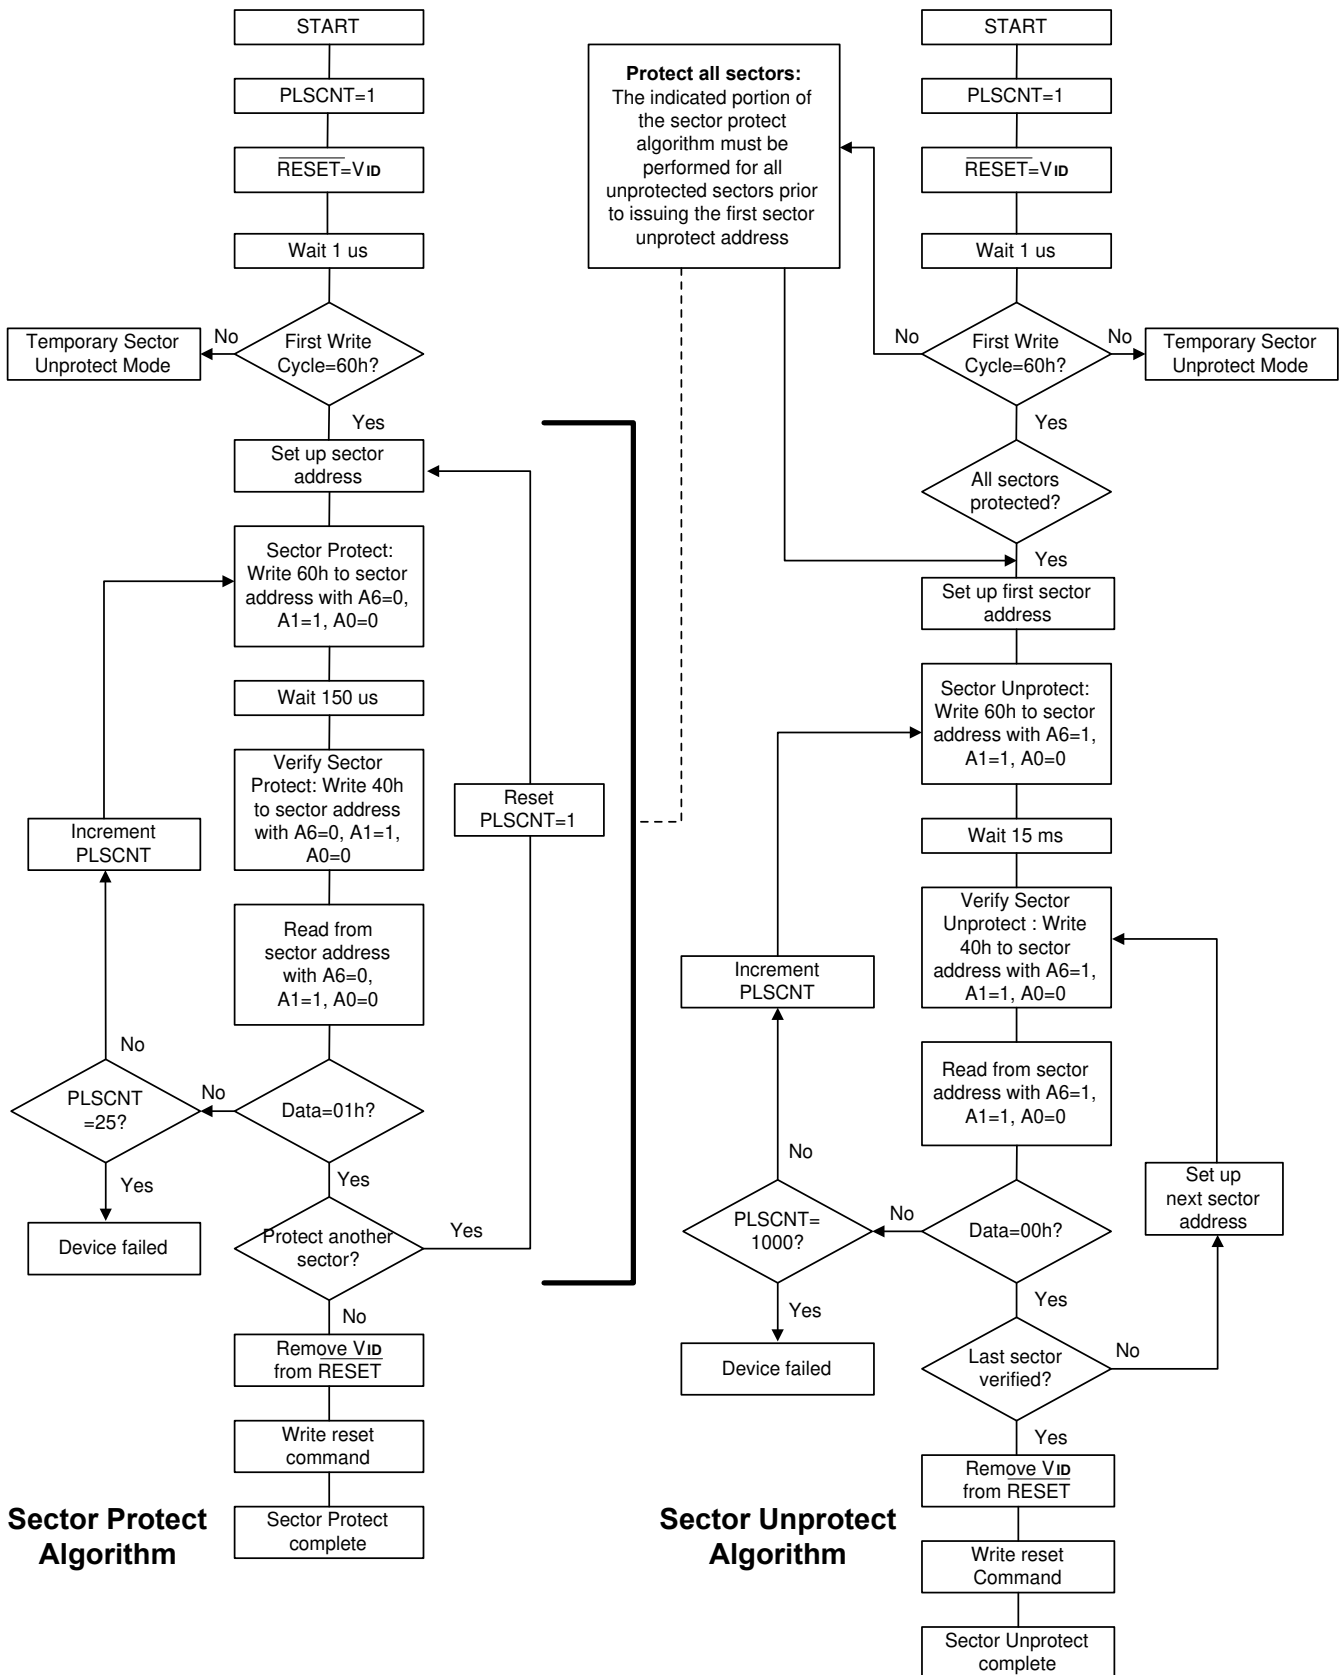 START
PLSCNT=1
RESET=VID
Wait 1 us
First Write
Cycle=60h?
No
Temporary Sector
Unprotect Mode
Yes
Set up sector
address
Sector Protect:
Write 60h to sector
address with A6=0,
A1=1, A0=0
Wait 150 us
Verify Sector
Protect: Write 40h
to sector address
with A6=0, A1=1,
A0=0
Reset
PLSCNT=1
Increment
PLSCNT
Read from
sector address
with A6=0,
A1=1, A0=0
No
PLSCNT
=25?
No
Data=01h?
Yes
Device failed
Yes
Protect another
sector?
Yes
No
Remove VID
from RESET
Write reset
command
Sector Protect
complete
Sector Protect
Algorithm
Protect all sectors:
The indicated portion of
the sector protect
algorithm must be
performed for all
unprotected sectors prior
to issuing the first sector
unprotect address
START
PLSCNT=1
RESET=VID
Wait 1 us
No
First Write
Cycle=60h?
No
Temporary Sector
Unprotect Mode
Yes
All sectors
protected?
Yes
Set up first sector
address
Sector Unprotect:
Write 60h to sector
address with A6=1,
A1=1, A0=0
Wait 15 ms
Verify Sector
Unprotect : Write
40h to sector
address with A6=1,
A1=1, A0=0
Increment
PLSCNT
Read from sector
address with A6=1,
A1=1, A0=0
No
PLSCNT=
1000?
No
Data=00h?
Set up
next sector
address
Yes
Device failed
Yes
Last sector
verified?
No
Yes
Remove VID
from RESET
Write reset
Command
Sector Unprotect
complete
Sector Unprotect
Algorithm